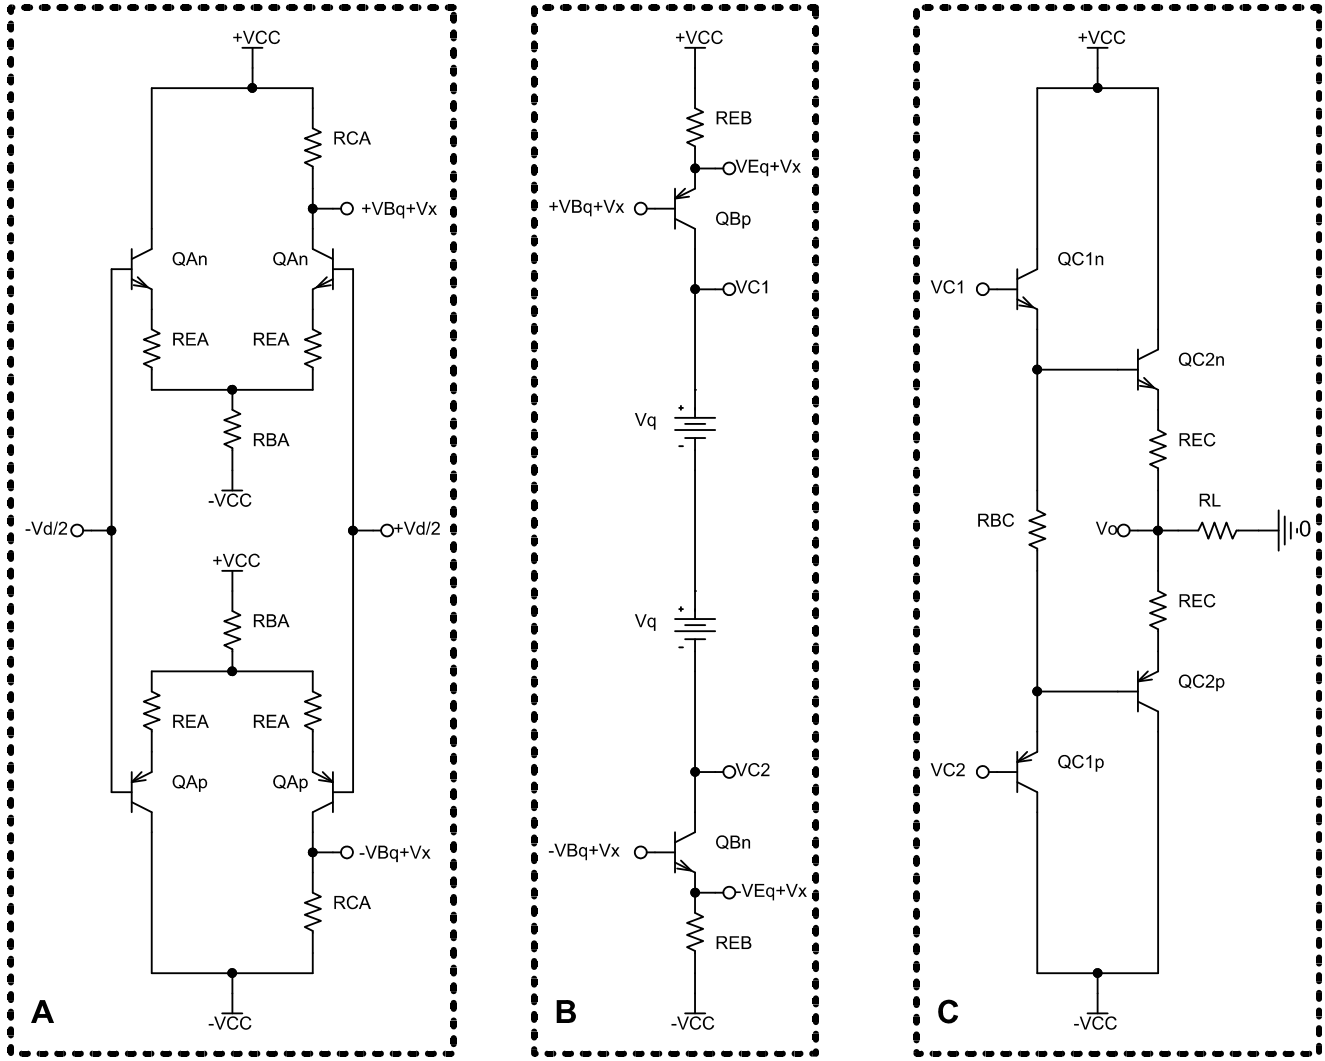 +VCC
RCA
+VBq+Vx
QAn
QAn
REA
REA
RBA
-VCC
-Vd/2
+Vd/2
+VCC
RBA
REA
REA
QAp
QAp
-VBq+Vx
RCA
-VCC
A
+VCC
REB
VEq+Vx
+VBq+Vx
QBp
VC1
+
Vq
-
+
Vq
-
VC2
QBn
-VBq+Vx
-VEq+Vx
REB
-VCC
B
+VCC
QC1n
VC1
QC2n
REC
RL
RBC
Vo
0
REC
QC2p
QC1p
VC2
-VCC
C